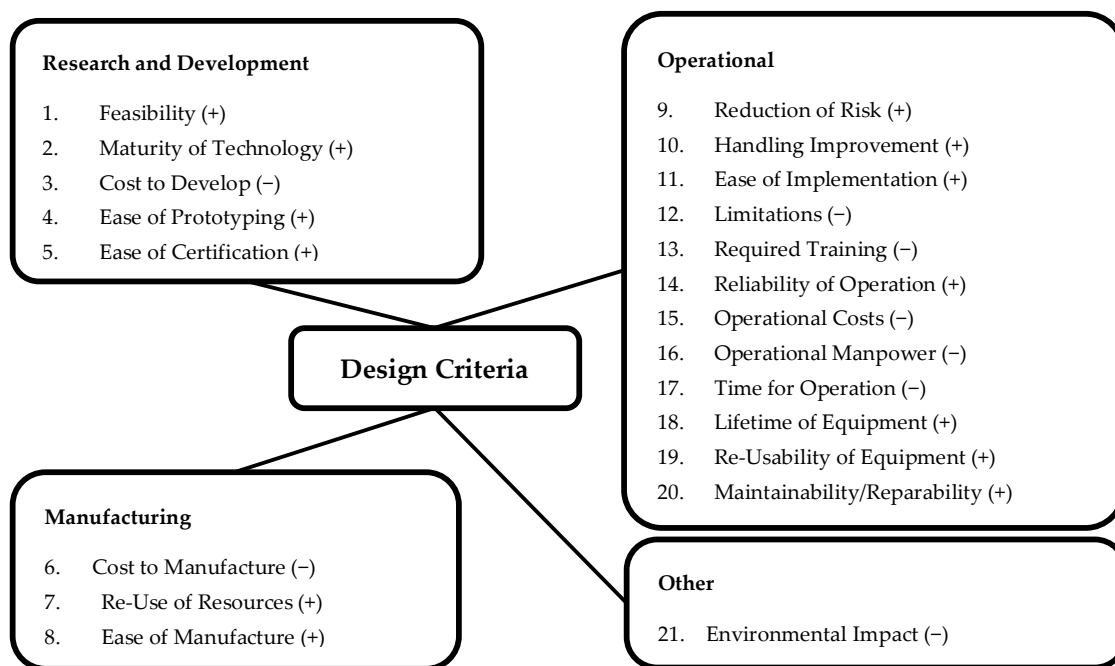 Research and Development
1. Feasibility (+)
2. Maturity of Technology (+)
3. Cost to Develop (−)
4. Ease of Prototyping (+)
5. Ease of Certification (+)
Operational
9. Reduction of Risk (+)
10. Handling Improvement (+)
11. Ease of Implementation (+)
12. Limitations (−)
13. Required Training (−)
14. Reliability of Operation (+)
15. Operational Costs (−)
16. Operational Manpower (−)
17. Time for Operation (−)
18. Lifetime of Equipment (+)
19. Re-Usability of Equipment (+)
20. Maintainability/Reparability (+)
Design Criteria
Manufacturing
6. Cost to Manufacture (−)
7. Re-Use of Resources (+)
8. Ease of Manufacture (+)
Other
21. Environmental Impact (−)